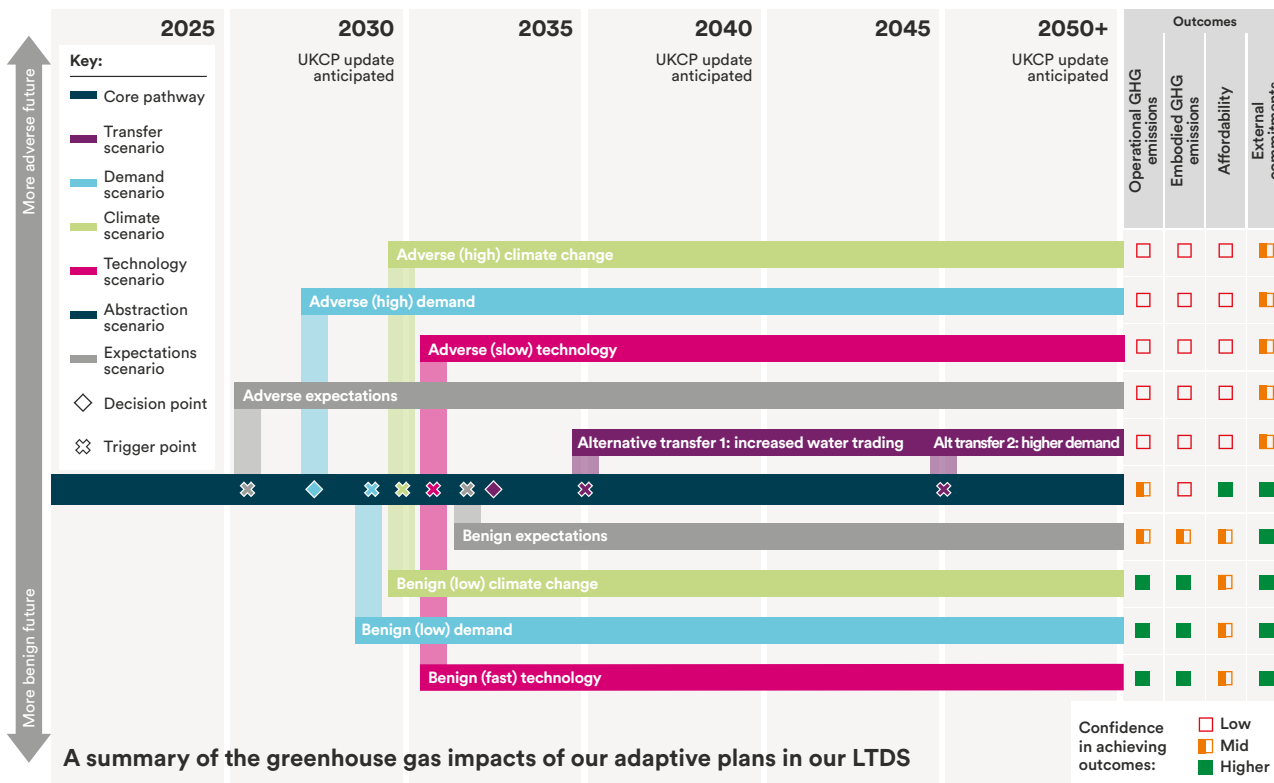 2025
2030
2035
2040
2045
2050+
Outcomes
UKCP update
anticipated
UKCP update
anticipated
UKCP update
anticipated
More adverse future
More benign future
Key:
Core pathway
Transfer
scenario
Demand
scenario
Climate
scenario
Technology
scenario
Abstraction
scenario
Expectations
scenario
Decision point
Trigger point
Operational GHG
emissions
Embodied GHG
emissions
Affordability
External
Adverse (high) climate change
Adverse (high) demand
Adverse (slow) technology
Adverse expectations
Alternative transfer 1: increased water trading
Alt transfer 2: higher demand
Benign expectations
Benign (low) climate change
Benign (low) demand
Benign (fast) technology
A summary of the greenhouse gas impacts of our adaptive plans in our LTDS
Confidence
in achieving
outcomes:
Low
Mid
Higher